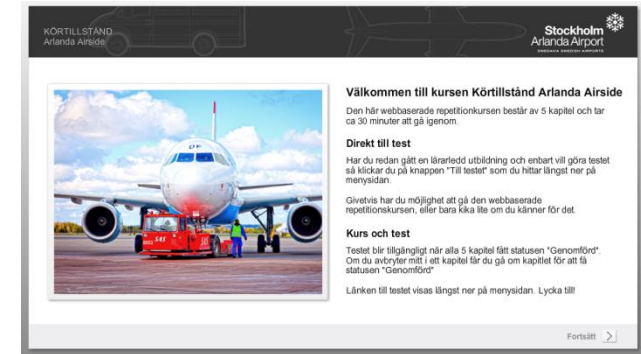 KÖRTILLSTÅND
Arlanda Airside
Stockholm
Arlanda Airport
SWEDAVIA SWEDISH AIRPORTS
Välkommen till kursen Körtillstånd Arlanda Airside
Den här webbaserade repetitionkursen består av 5 kapitel och tar
ca 30 minuter att gå igenom.
Direkt till test
Har du redan gått en lärarledd utbildning och enbart vill göra testet
så klickar du på knappen "Till testet" som du hittar längst ner på
menysidan.
Givetvis har du möjlighet att gå den webbaserade
repetitionskursen, eller bara kika lite om du känner för det.
Kurs och test
Testet blir tillgängligt när alla 5 kapitel fått statusen "Genomförd".
Om du avbryter mitt i ett kapitel får du gå om kapitlet för att få
statusen "Genomförd"
Länken till testet visas längst ner på menysidan. Lycka till!
SAS
SAS
Fortsätt